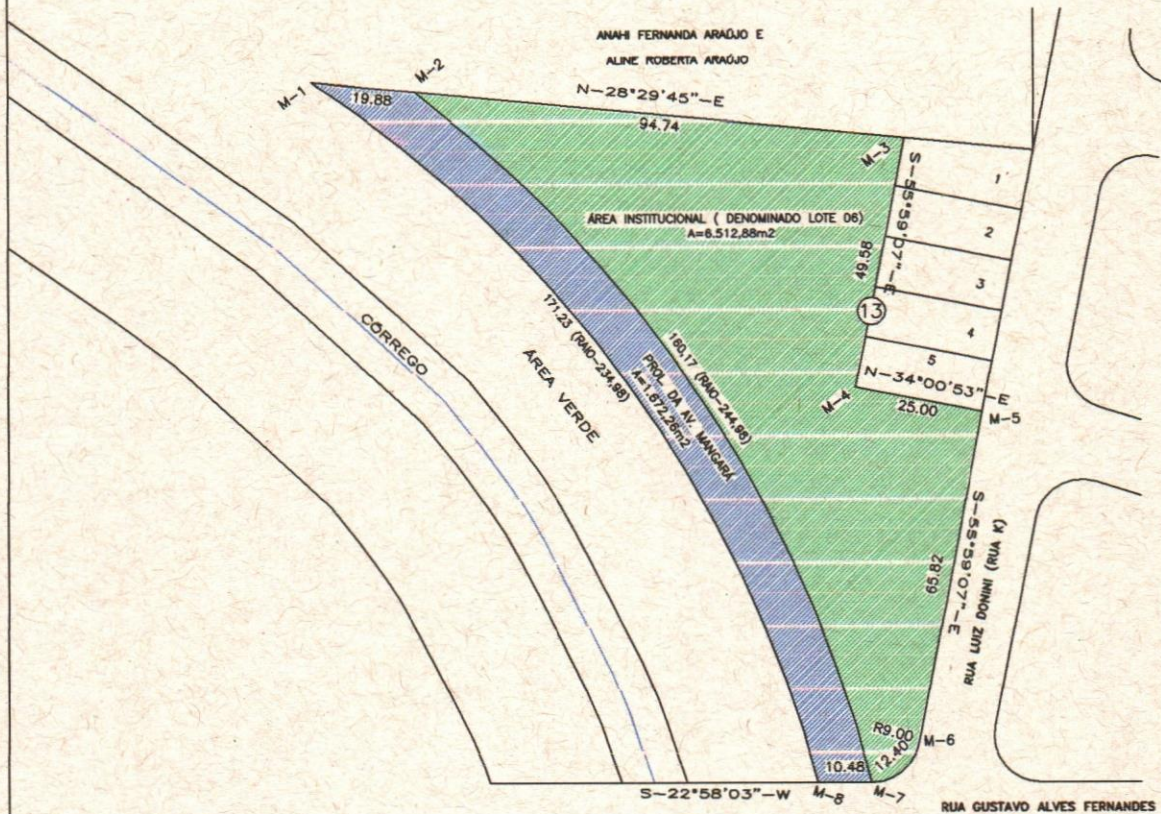 ANAHI FERNANDA ARAÚJO E
ALINE ROBERTA ARAÚJO
M-1
19.88
M-2
N-28°29'45"-E
94.74
M-3
S-55°59'07"-E
49.58
1
2
3
4
5
13
ÁREA INSTITUCIONAL ( DENOMINADO LOTE 06)
A=6.512,88m2
171.23 (RAIO-234,98)
160,17 (RAIO-244,98)
PROL. DA AV. MANGARÁ
A=1.672,26m2
CÓRREGO
ÁREA VERDE
N-34°00'53"-E
M-4
25.00
M-5
65.82
S-55°59'07"-E
RUA LUIZ DONINI (RUA K)
R9.00
12.40
M-6
10.48
S-22°58'03"-W
M-8
M-7
RUA GUSTAVO ALVES FERNANDES